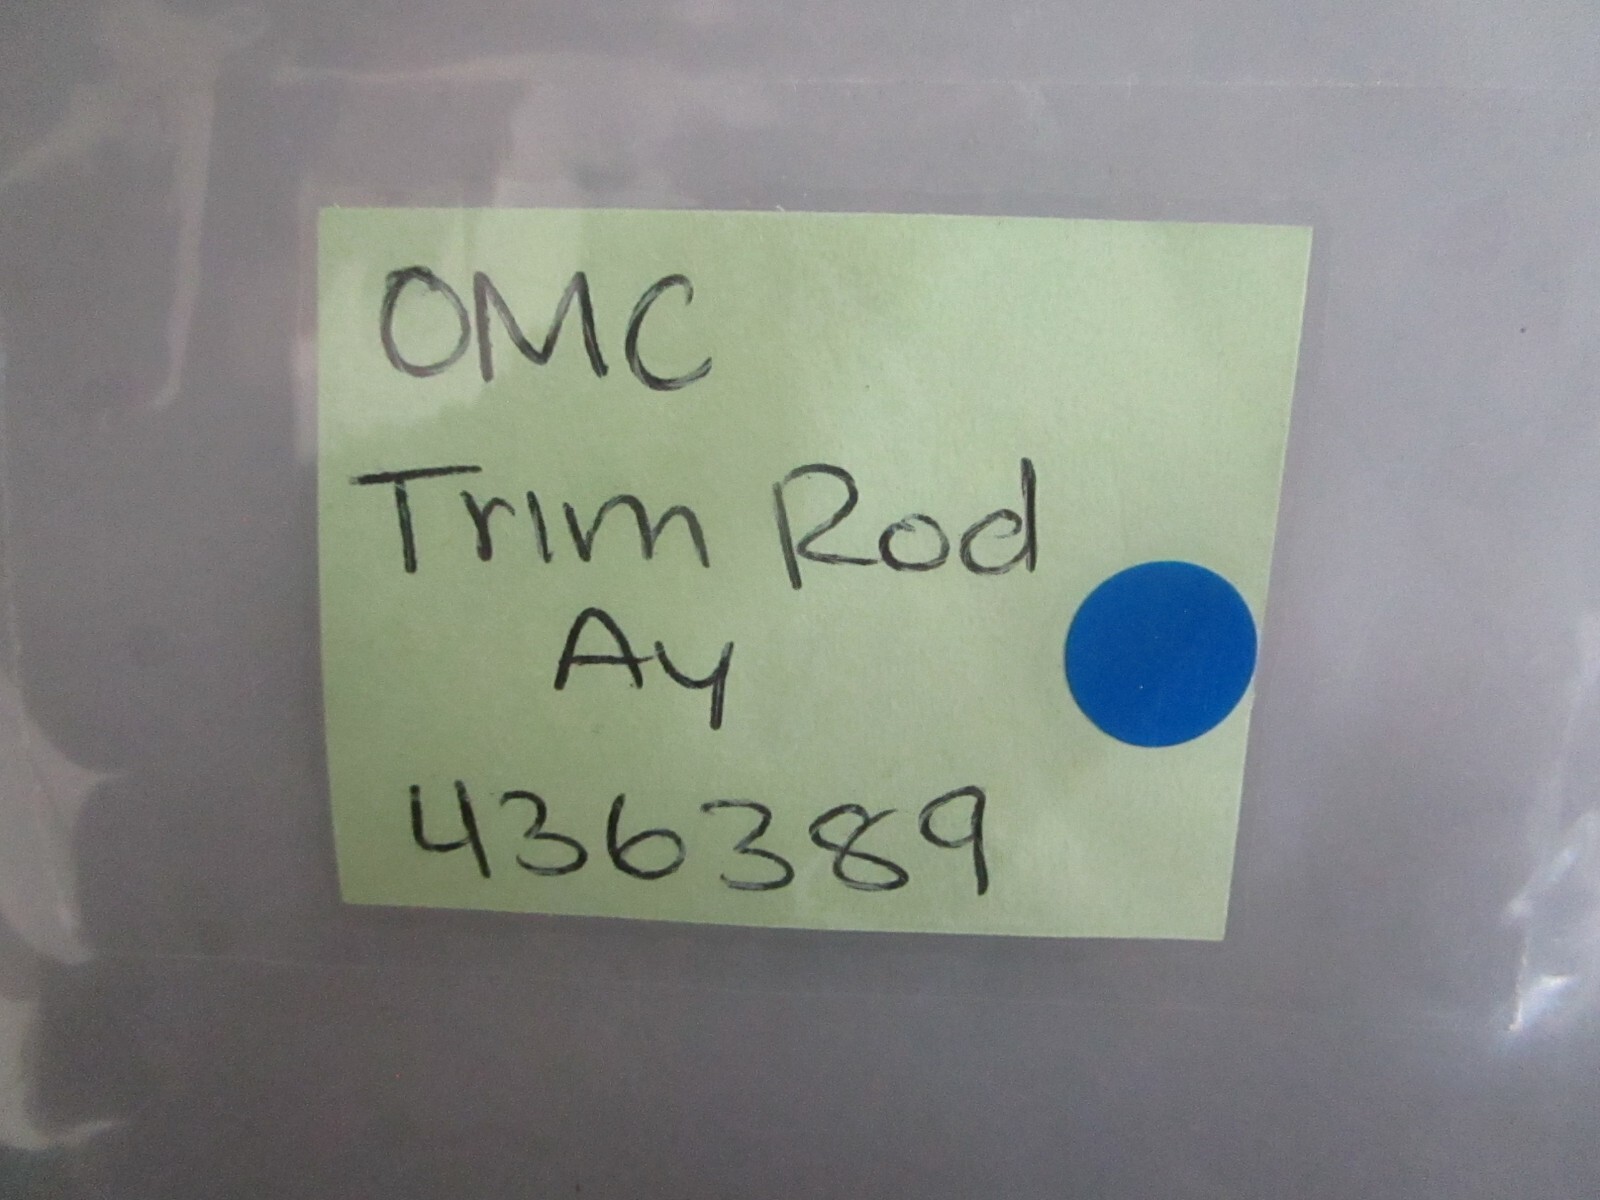 OMC
Trim Rod
Ay
436389